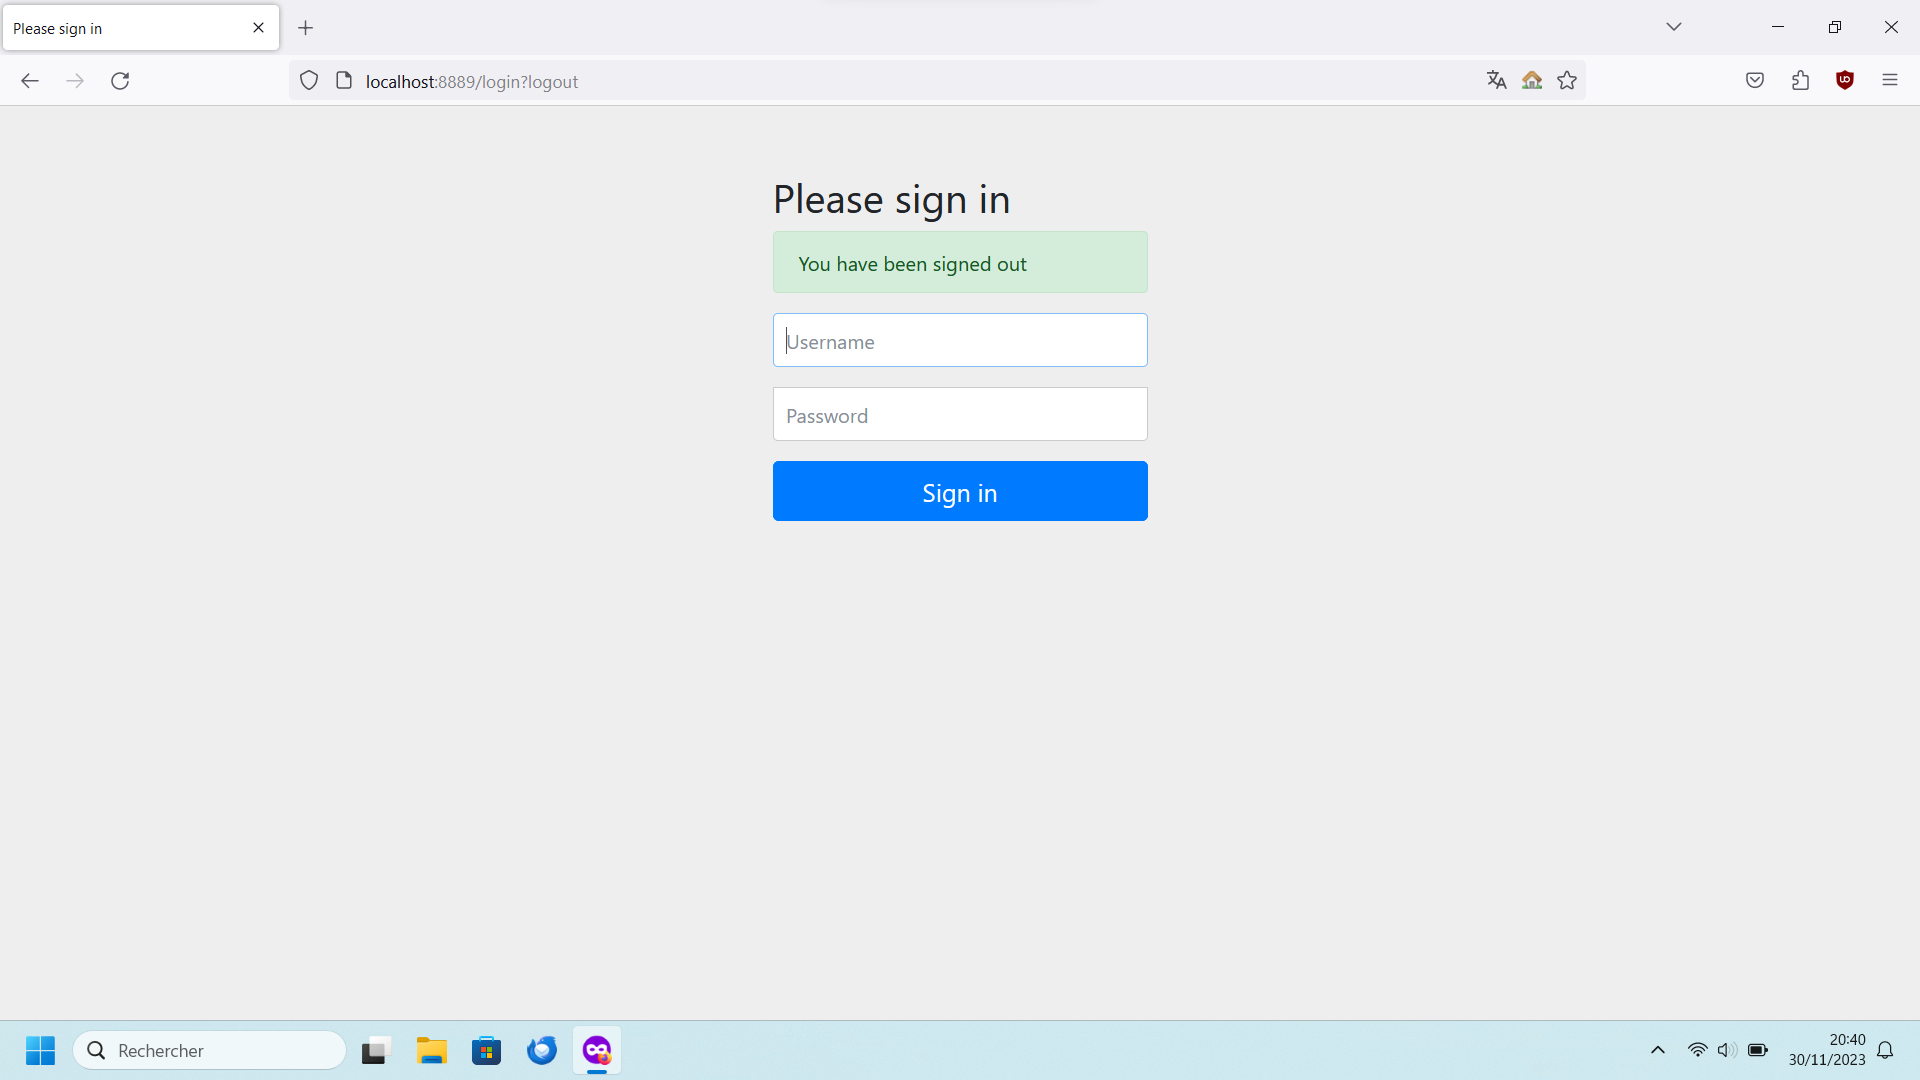 Please sign in
localhost:8889/login?logout
Please sign in
You have been signed out
Username
Password
Sign in
Rechercher
20:40
30/11/2023